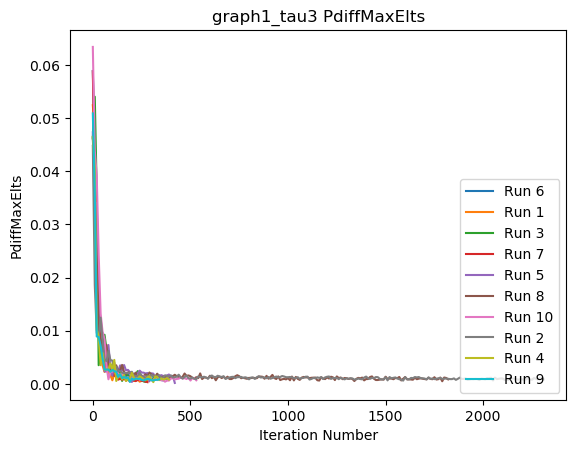 graph1_tau3 PdiffMaxElts
PdiffMaxElts
0.06
0.05
0.04
0.03
0.02
0.01
0.00
Run 6
Run 1
Run 3
Run 7
Run 5
Run 8
Run 10
Run 2
Run 4
Run 9
0
500
1000
1500
2000
Iteration Number